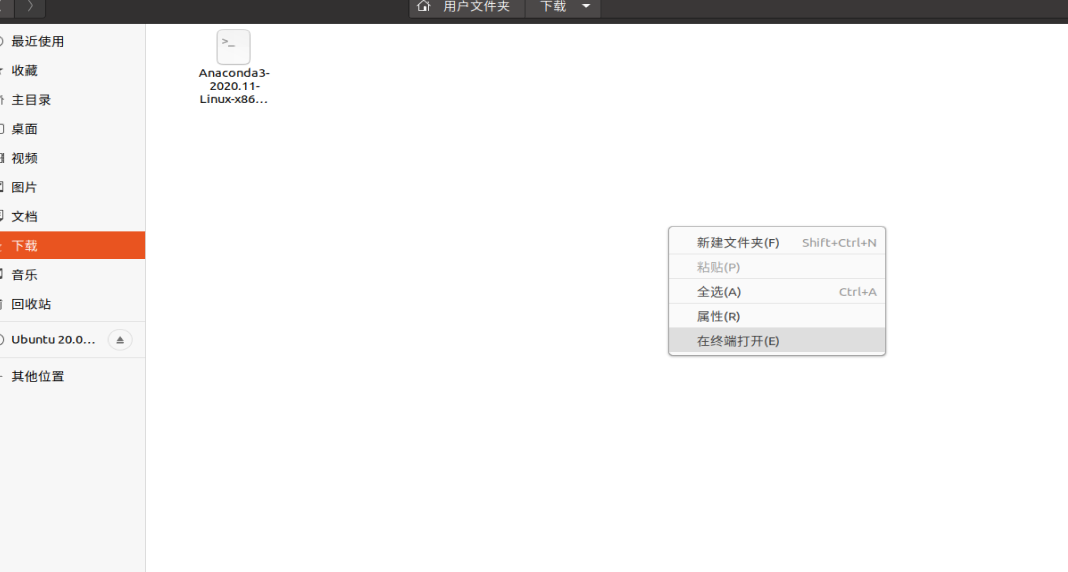 用户文件夹 下载
最近使用
收藏
主目录
桌面
视频
图片
文档
下载
音乐
回收站
Ubuntu 20.0...
其他位置
>_
Anaconda3-
2020.11-
Linux-x86...
新建文件夹(F) Shift+Ctrl+N
粘贴(P)
全选(A) Ctrl+A
属性(R)
在终端打开(E)